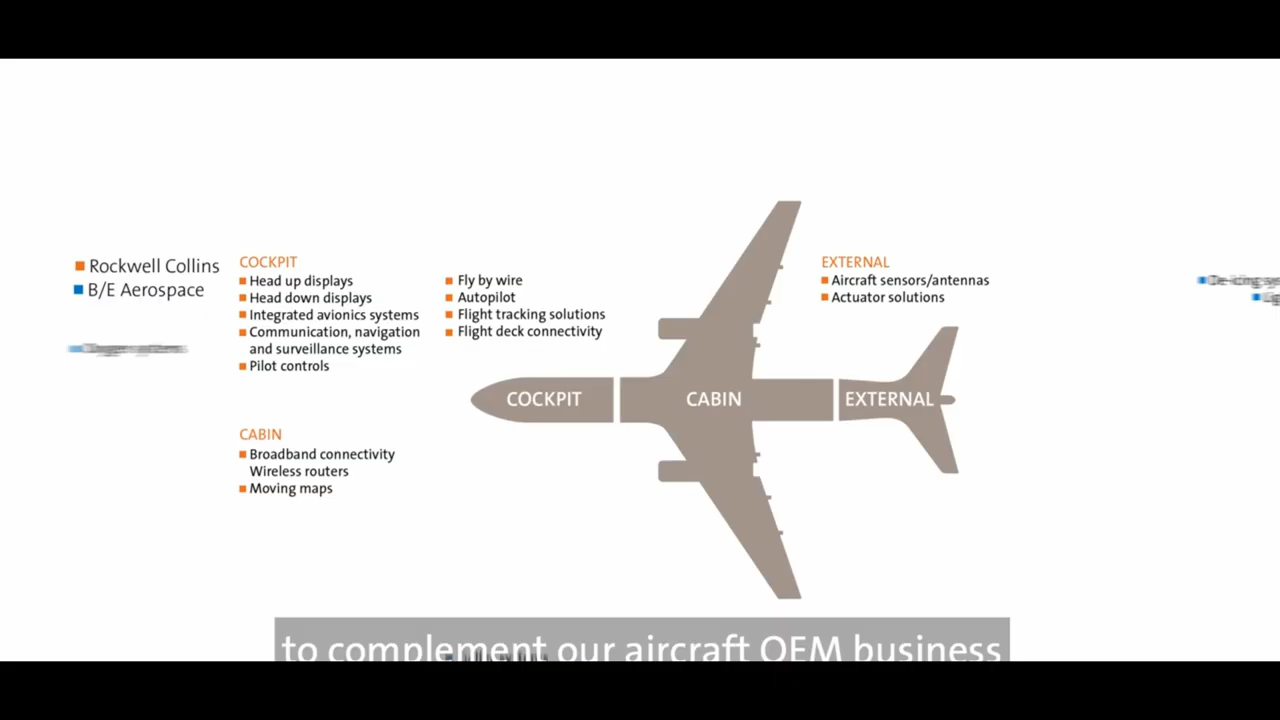 Rockwell Collins
B/E Aerospace
COCKPIT
Head up displays
Head down displays
Integrated avionics systems
Communication, navigation
and surveillance systems
Pilot controls
Fly by wire
Autopilot
Flight tracking solutions
Flight deck connectivity
EXTERNAL
Aircraft sensors/antennas
Actuator solutions
COCKPIT
CABIN
EXTERNAL
CABIN
Broadband connectivity
Wireless routers
Moving maps
to complement our aircraft OEM business